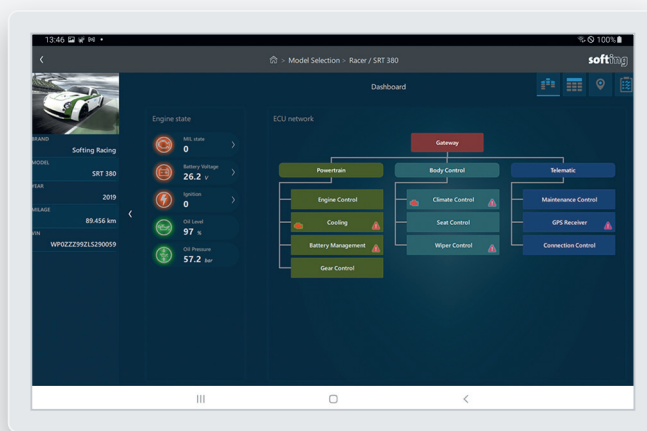 13:46
100%
> Model Selection > Racer / SRT 380
softing
Dashboard
BRAND
Softing Racing
MODEL
SRT 380
YEAR
2019
MILAGE
89.456 km
VIN
WP0ZZZ99ZLS290059
Engine state
MIL state
0
Battery Voltage
26.2 V
Ignition
0
Oil Level
97 %
Oil Pressure
57.2 bar
ECU network
Gateway
Powertrain
Engine Control
Cooling
Battery Management
Gear Control
Body Control
Climate Control
Seat Control
Wiper Control
Telematic
Maintenance Control
GPS Receiver
Connection Control